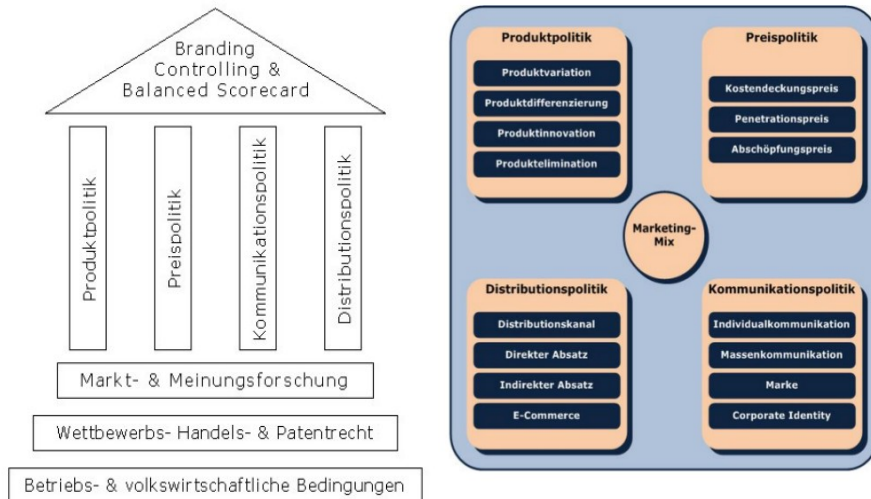 Branding
Controlling &
Balanced Scorecard
Produktpolitik
Preispolitik
Kommunikationspolitik
Distributionspolitik
Markt- & Meinungsforschung
Wettbewerbs- Handels- & Patentrecht
Betriebs- & volkswirtschaftliche Bedingungen
Produktpolitik
Produktvariation
Produktdifferenzierung
Produktinnovation
Produktelimination
Preispolitik
Kostendeckungspreis
Penetrationspreis
Abschöpfungspreis
Marketing-
Mix
Distributionspolitik
Distributionskanal
Direkter Absatz
Indirekter Absatz
E-Commerce
Kommunikationspolitik
Individualkommunikation
Massenkommunikation
Marke
Corporate Identity